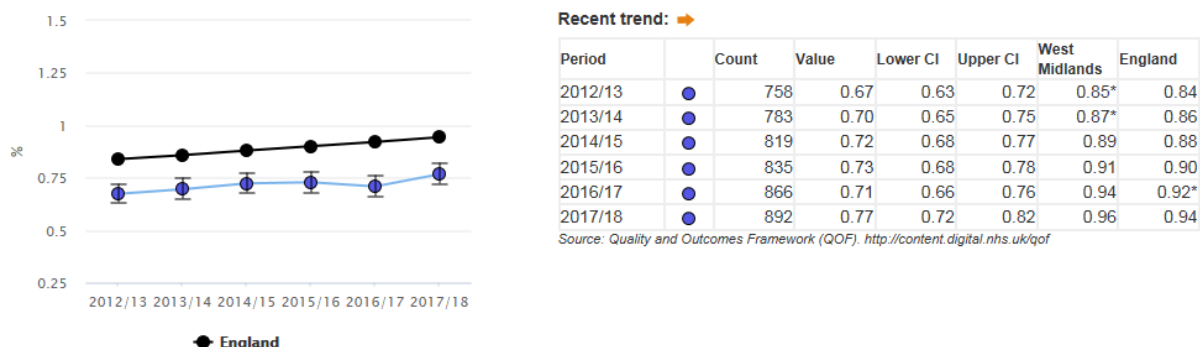 1.5
1.25
1
%
0.75
0.5
0.25
2012/13 2013/14 2014/15 2015/16 2016/17 2017/18
England
Recent trend:
Period Count Value Lower CI Upper CI West Midlands England
2012/13 758 0.67 0.63 0.72 0.85* 0.84
2013/14 783 0.70 0.65 0.75 0.87* 0.86
2014/15 819 0.72 0.68 0.77 0.89 0.88
2015/16 835 0.73 0.68 0.78 0.91 0.90
2016/17 866 0.71 0.66 0.76 0.94 0.92*
2017/18 892 0.77 0.72 0.82 0.96 0.94
Source: Quality and Outcomes Framework (QOF). http://content.digital.nhs.uk/qof